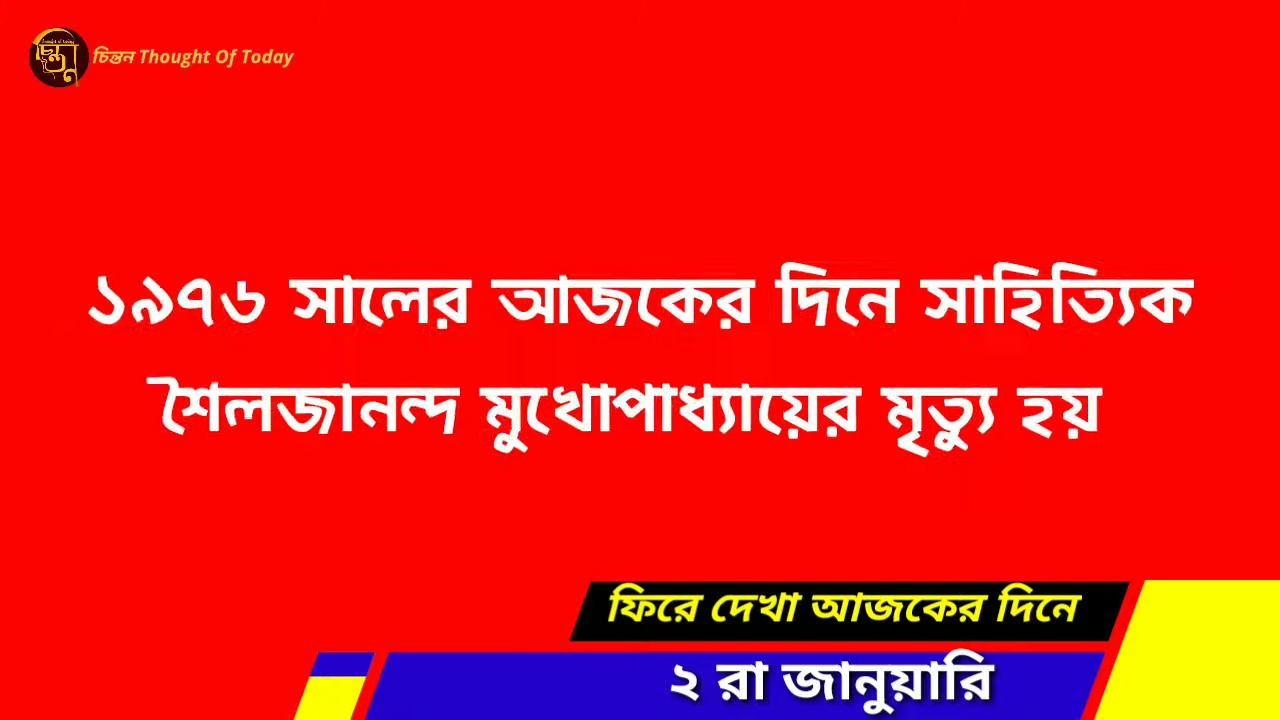 চিন্তন Thought Of Today
১৯৭৬ সালের আজকের দিনে সাহিত্যিক
শৈলজানন্দ মুখোপাধ্যায়ের মৃত্যু হয়
ফিরে দেখা আজকের দিনে
২ রা জানুয়ারি